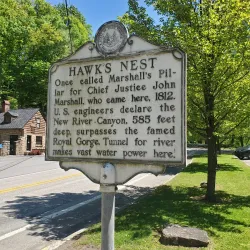 HAWK'S NEST
Once called Marshall's Pil-
lar for Chief Justice John
Marshall, who came here, 1812.
U. S. engineers declare the
New River Canyon, 585 feet
deep, surpasses the famed
Royal Gorge. Tunnel for river
makes vast water power here.